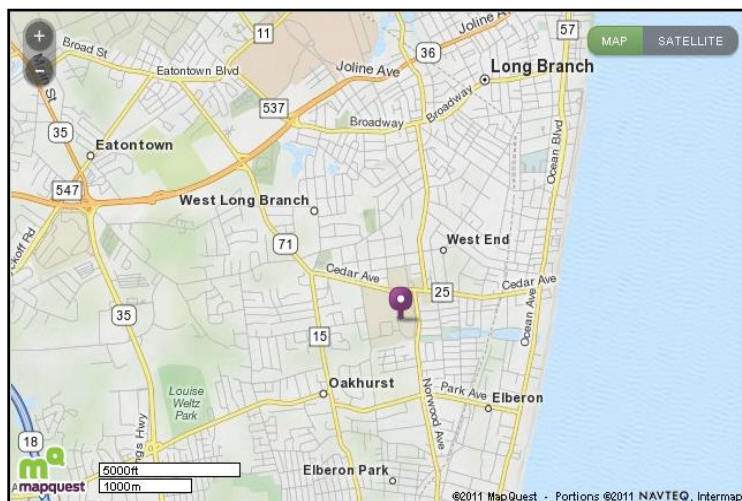 57
11
MAP SATELLITE
Broad St
36
Eatontown Blvd
Joline Ave
Long Branch
Main St
537
Broadway
Broadway
35
Eatontown
Ocean Blvd
547
West Long Branch
71
West End
Cedar Ave
25
Cedar Ave
35
15
Ocean Ave
Oakhurst
Louise
Weltz
Park
Park Ave
Elberon
Norwood Ave
18
mapquest
5000ft
1000m
Elberon Park
©2011 MapQuest - Portions ©2011 NAVTEQ, Intermap